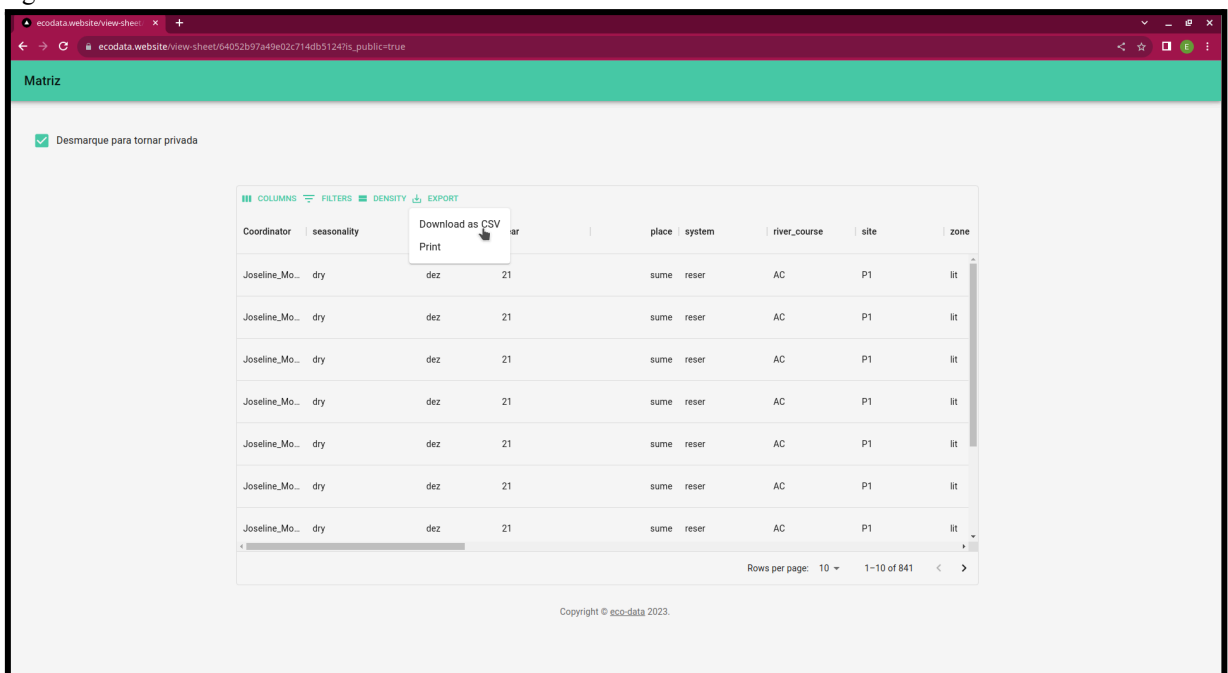 ecodata.website/view-sheet/
ecodata.website/view-sheet/64052b97a49e02c714db5124?is_public=true
E
Matriz
Desmarque para tornar privada
COLUMNS FILTERS DENSITY EXPORT
Download as CSV
Print
Coordinator seasonality place system river_course site zone
Joseline_Mo... dry dez 21 sume reser AC P1 lit
Joseline_Mo... dry dez 21 sume reser AC P1 lit
Joseline_Mo... dry dez 21 sume reser AC P1 lit
Joseline_Mo... dry dez 21 sume reser AC P1 lit
Joseline_Mo... dry dez 21 sume reser AC P1 lit
Joseline_Mo... dry dez 21 sume reser AC P1 lit
Joseline_Mo... dry dez 21 sume reser AC P1 lit
Rows per page: 10 1–10 of 841
Copyright © eco-data 2023.